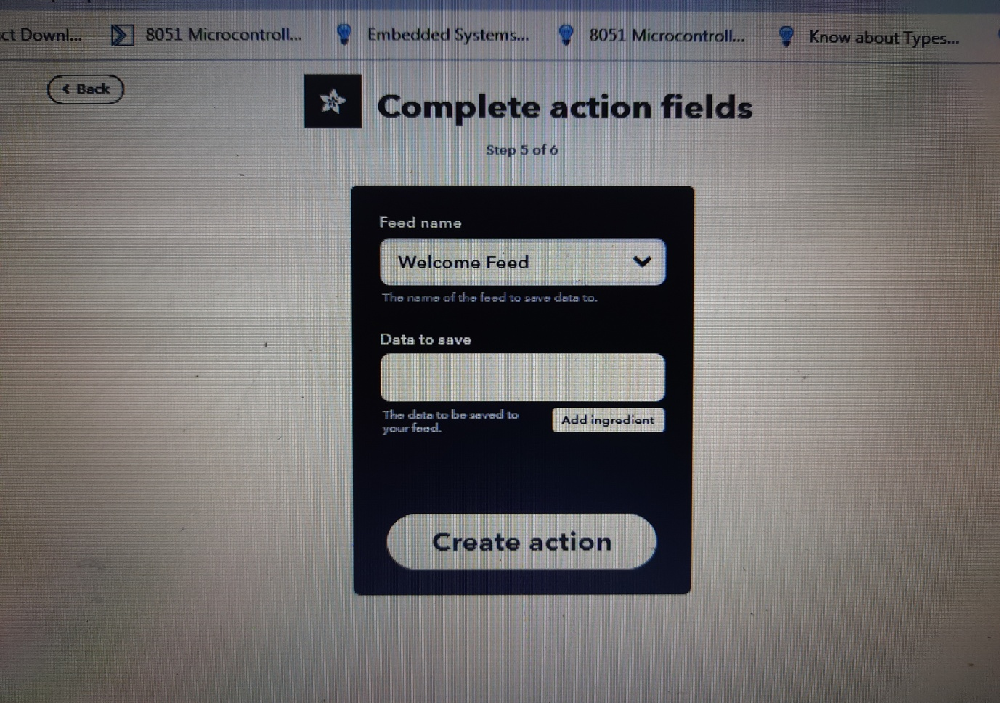 ct Downl... 8051 Microcontroll... Embedded Systems... 8051 Microcontroll... Know about Types...
Back
Complete action fields
Step 5 of 6
Feed name
Welcome Feed
The name of the feed to save data to.
Data to save
The data to be saved to
your feed.
Add ingredient
Create action